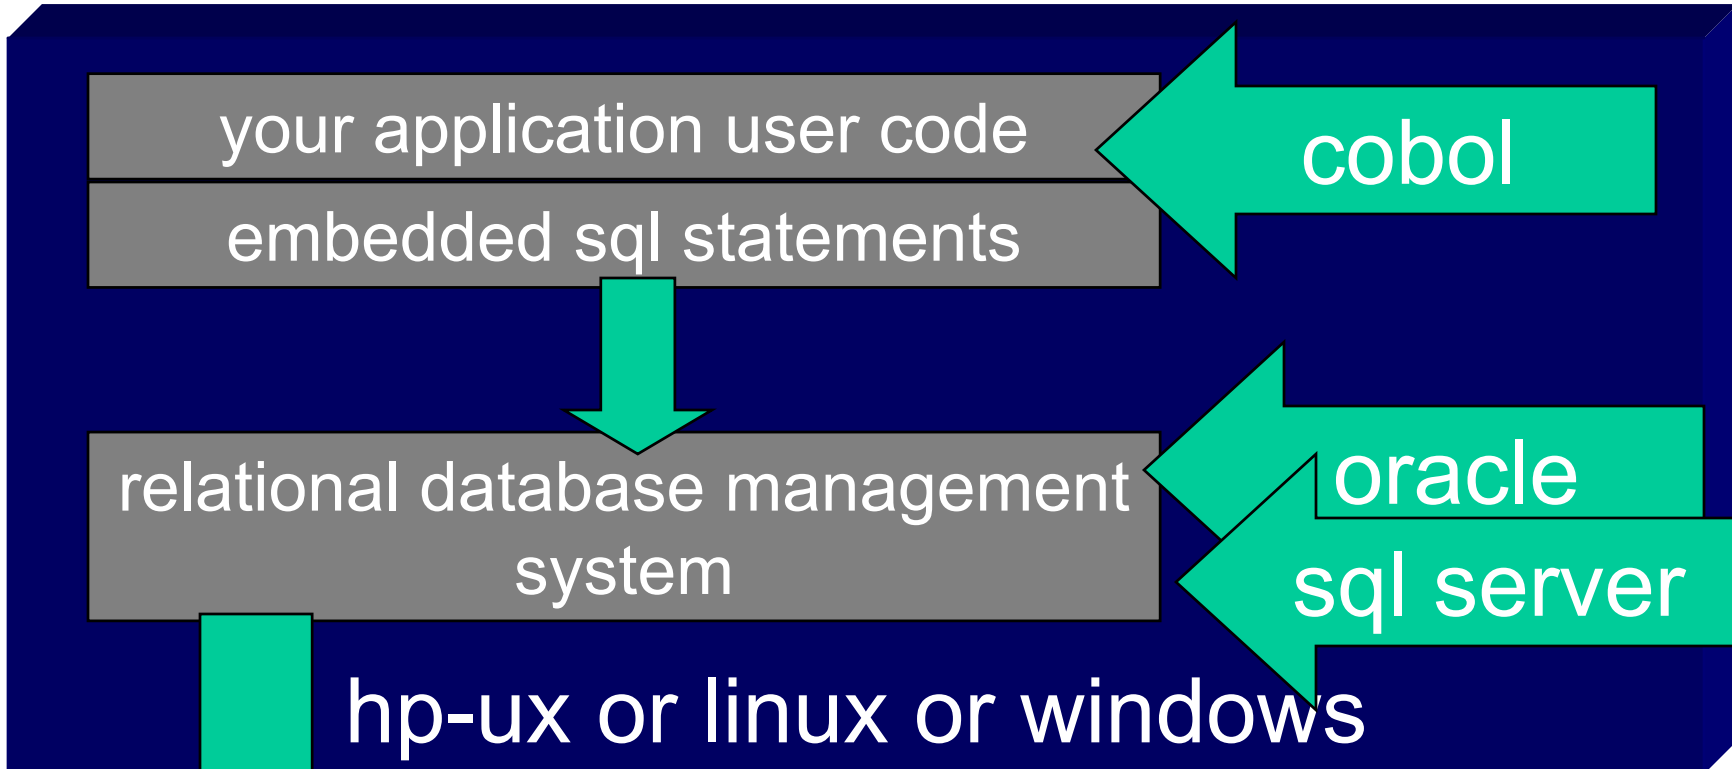 your application user code
cobol
embedded sql statements
relational database management
system
oracle
sql server
hp-ux or linux or windows